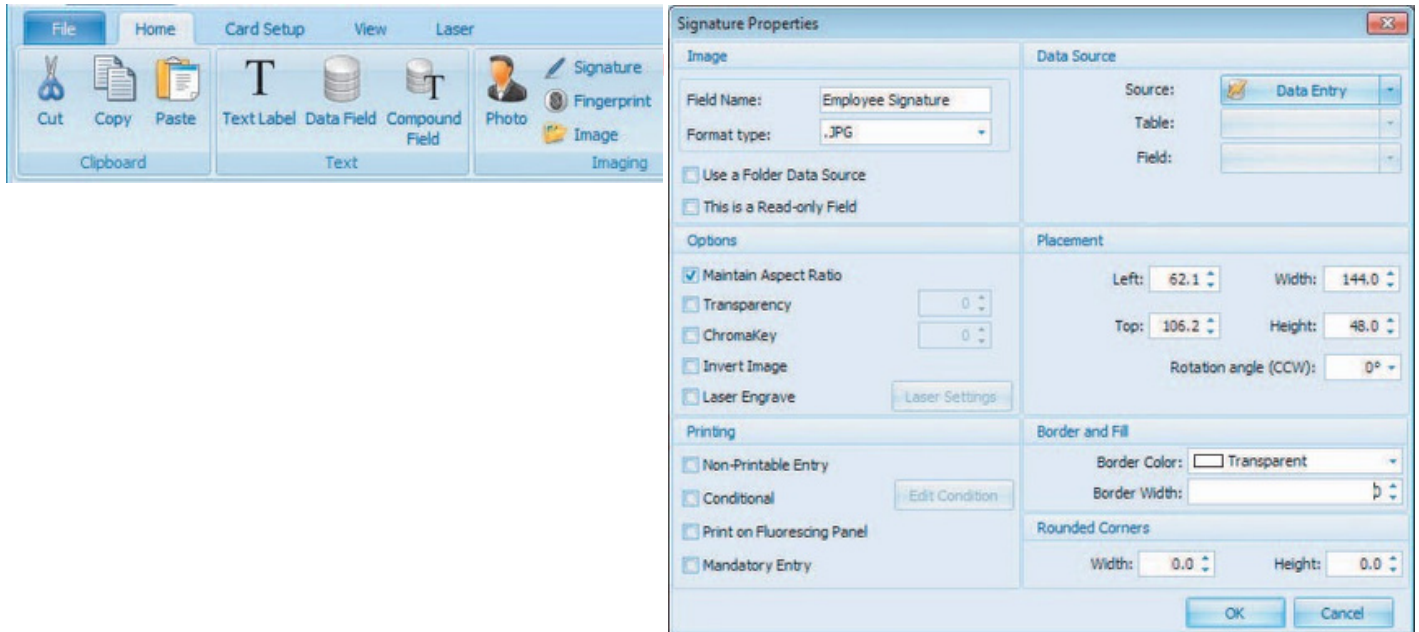 File Home Card Setup View Laser
Signature
Fingerprint
Cut Copy Paste Text Label Data Field Compound Photo
Field Image
Clipboard Text Imaging
Signature Properties
Image
Field Name: Employee Signature
Format type: .JPG
Use a Folder Data Source
This is a Read-only Field
Data Source
Source: Data Entry
Table:
Field:
Options
Maintain Aspect Ratio
Transparency 0
ChromaKey 0
Invert Image
Laser Engrave Laser Settings
Placement
Left: 62.1 Width: 144.0
Top: 106.2 Height: 48.0
Rotation angle (CCW): 0°
Printing
Non-Printable Entry
Conditional Edit Condition
Print on Fluorescing Panel
Mandatory Entry
Border and Fill
Border Color: Transparent
Border Width:
Rounded Corners
Width: 0.0 Height: 0.0
OK Cancel